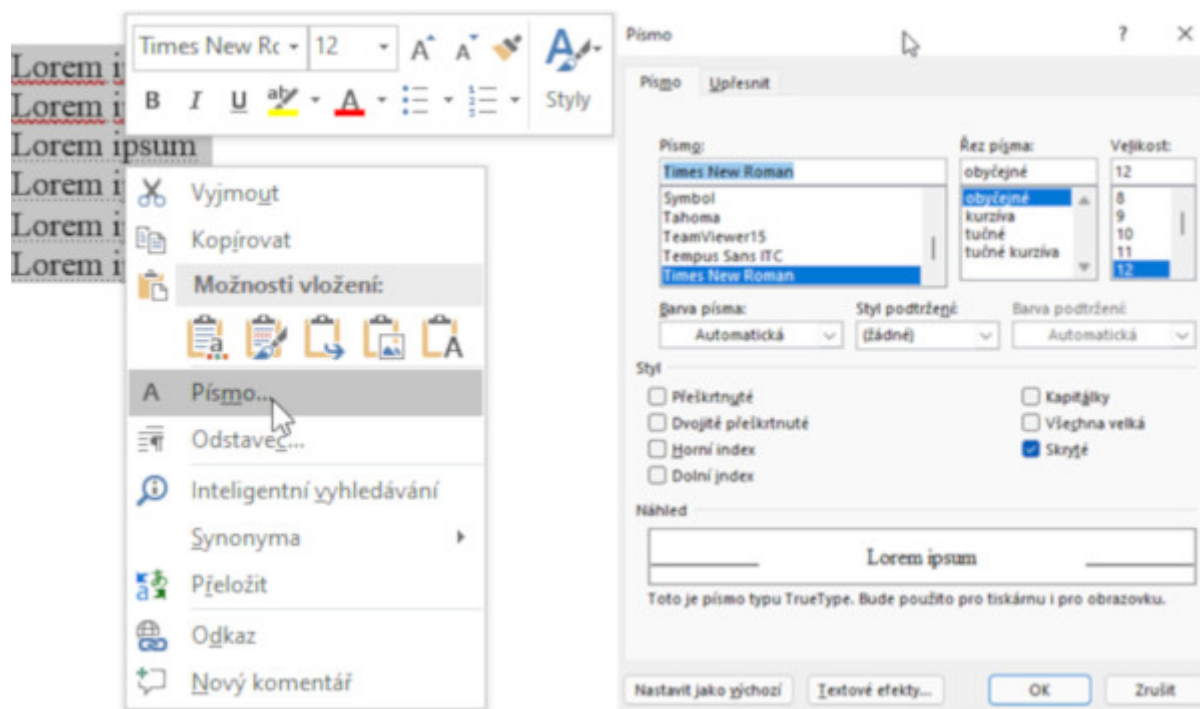 Times New Rc 12
B I U Styly
Lorem i
Lorem i
Lorem ipsum
Lorem i
Lorem i
Lorem i
Vyjmout
Kopírovat
Možnosti vložení:
Písmo...
Odstavec...
Inteligentní vyhledávání
Synonyma
Přeložit
Odkaz
Nový komentář
Písmo ? ×
Písmo Upřesnit
Písmo: Řez písma: Velikost:
Times New Roman obyčejné 12
Symbol obyčejné 8
Tahoma kurzíva 9
TeamViewer15 tučné 10
Tempus Sans ITC tučné kurzíva 11
Times New Roman 12
Barva písma: Styl podtržení: Barva podtržení:
Automatická (žádné) Automatická
Styl
Přeškrtnuté Kapitálky
Dvojité přeškrtnuté Všechna velká
Horní index Skryté
Dolní index
Náhled
Lorem ipsum
Toto je písmo typu TrueType. Bude použito pro tiskárnu i pro obrazovku.
Nastavit jako výchozí Textové efekty... OK Zrušit